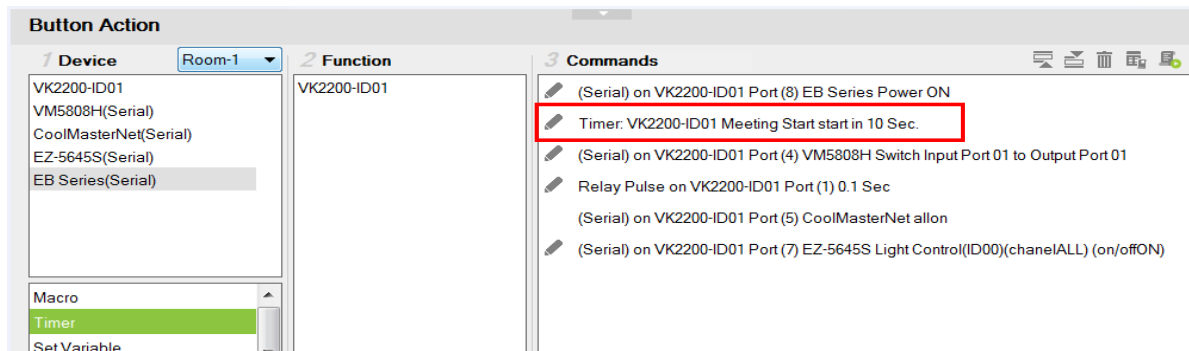 Button Action
1 Device Room-1 2 Function 3 Commands
VK2200-ID01
VM5808H(Serial)
CoolMasterNet(Serial)
EZ-5645S(Serial)
EB Series(Serial)
Macro
Timer
Set Variable
VK2200-ID01
(Serial) on VK2200-ID01 Port (8) EB Series Power ON
Timer: VK2200-ID01 Meeting Start start in 10 Sec.
(Serial) on VK2200-ID01 Port (4) VM5808H Switch Input Port 01 to Output Port 01
Relay Pulse on VK2200-ID01 Port (1) 0.1 Sec
(Serial) on VK2200-ID01 Port (5) CoolMasterNet allon
(Serial) on VK2200-ID01 Port (7) EZ-5645S Light Control(ID00)(chanelALL) (on/offON)